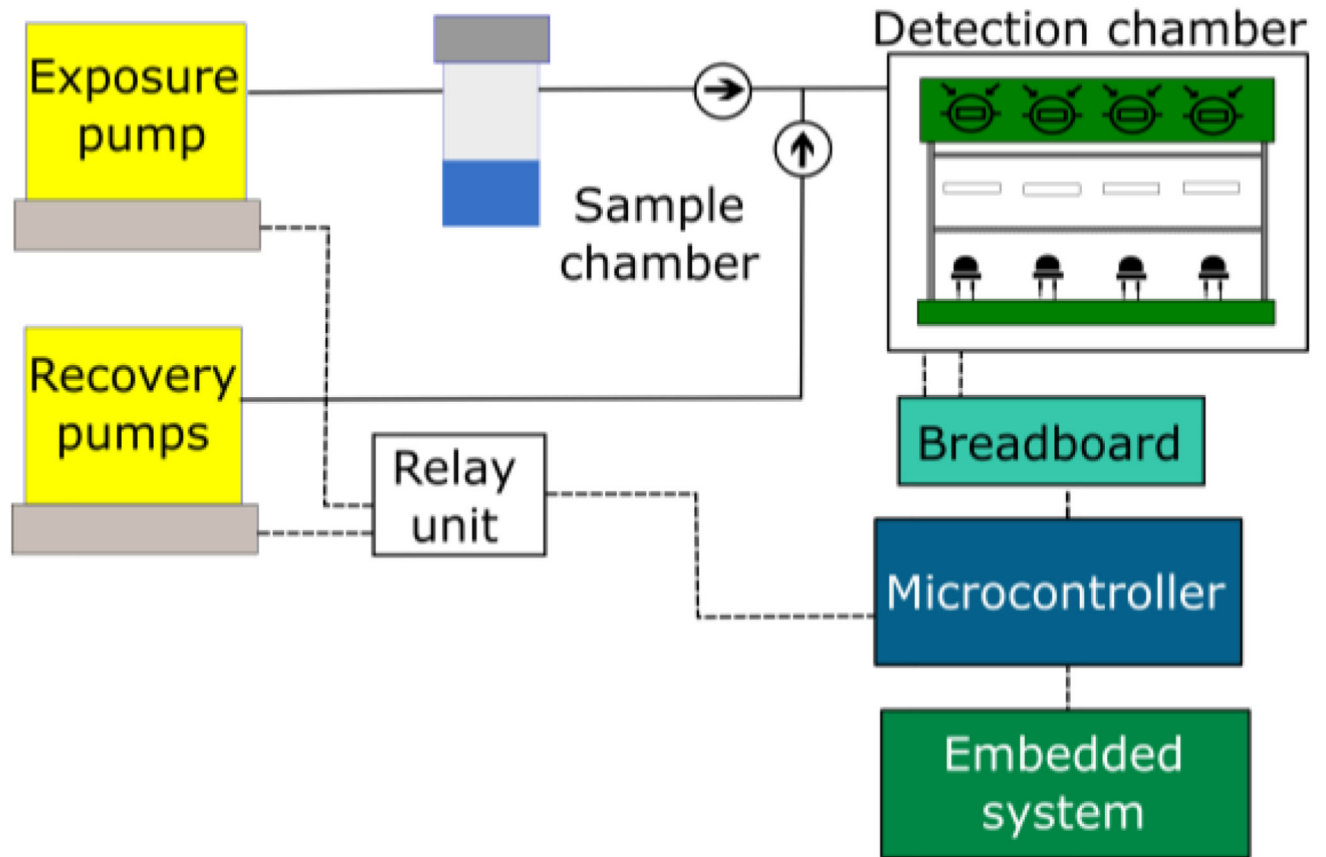 Exposure
pump
Sample
chamber
Detection chamber
Recovery
pumps
Relay
unit
Breadboard
Microcontroller
Embedded
system